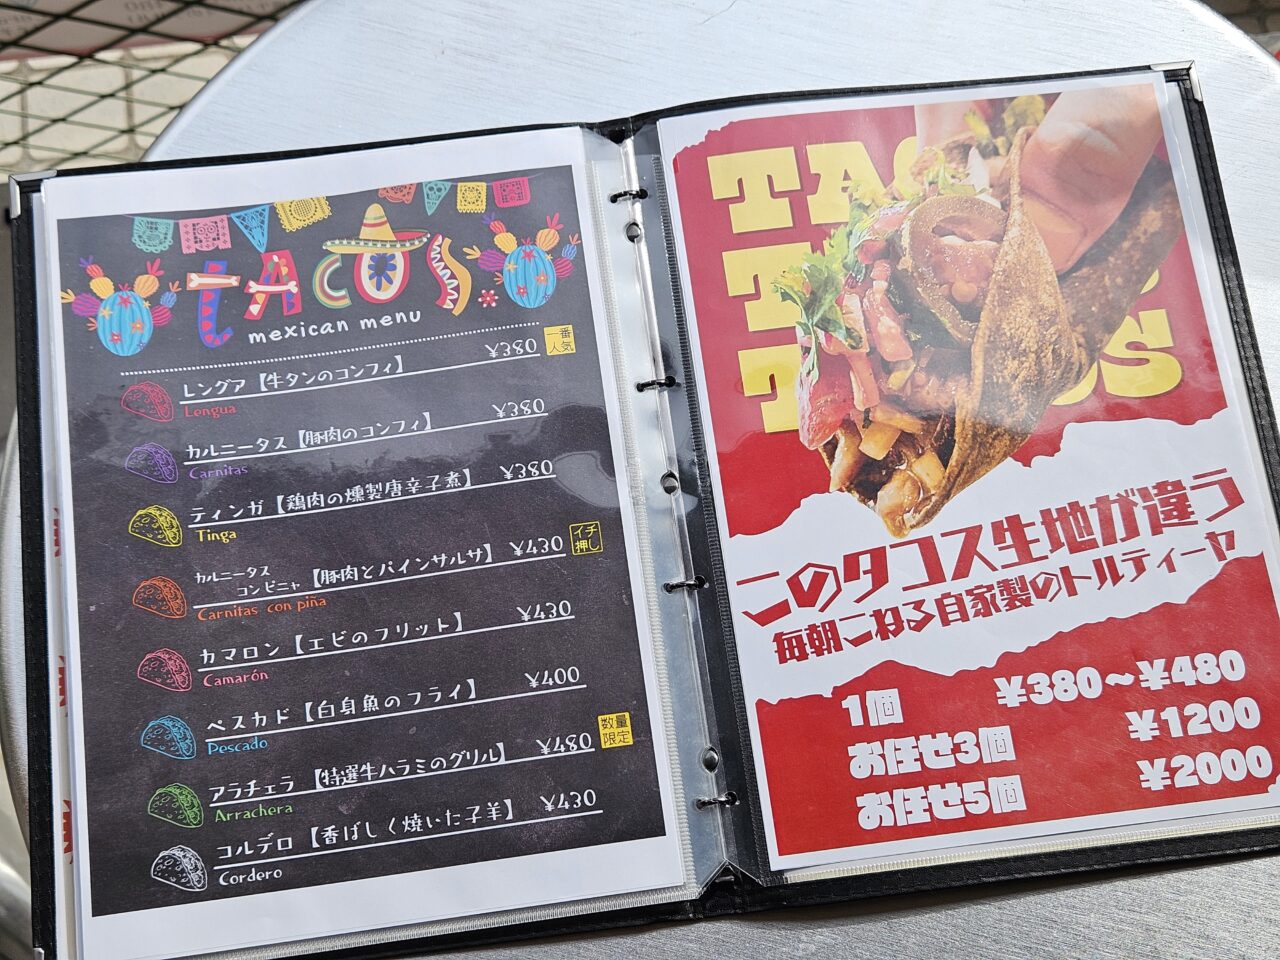 tacos
mexican menu
レングア【牛タンのコンフィ】 ¥380 一番人気
Lengua
カルニータス【豚肉のコンフィ】 ¥380
Carnitas
ティンガ【鶏肉の燻製唐辛子煮】 ¥380
Tinga
カルニータス コンピニャ【豚肉とパインサルサ】 ¥430 イチ押し
Carnitas con piña
カマロン【エビのフリット】 ¥430
Camarón
ペスカド【白身魚のフライ】 ¥400
Pescado
アラチェラ【特選牛ハラミのグリル】 ¥480 数量限定
Arrachera
コルデロ【香ばしく焼いた子羊】 ¥430
Cordero
このタコス生地が違う
毎朝こねる自家製のトルティーヤ
1個 ¥380～¥480
お任せ3個 ¥1200
お任せ5個 ¥2000